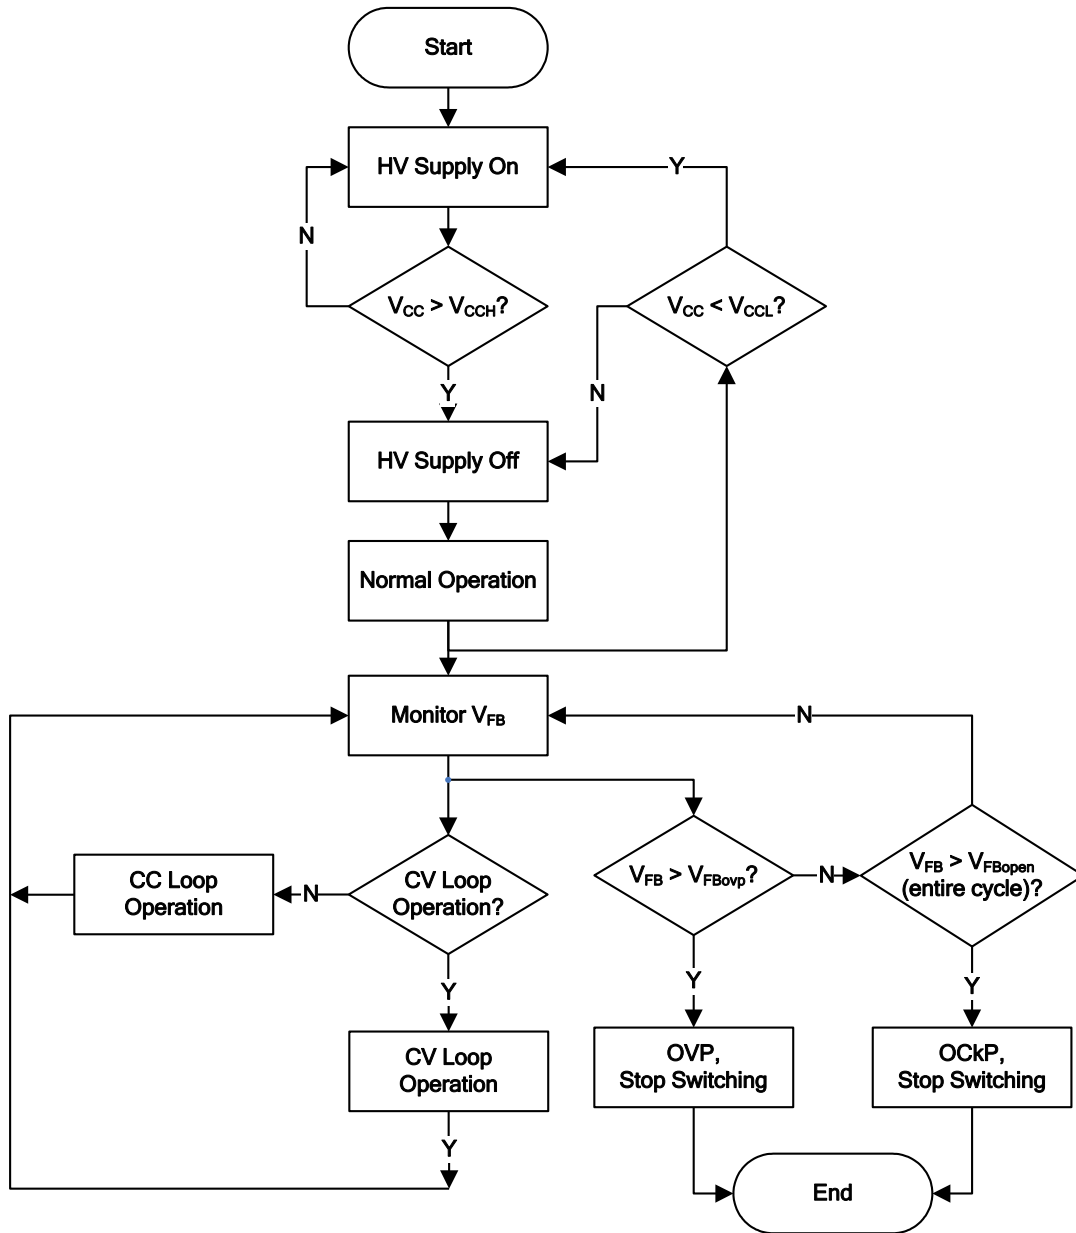 Start
HV Supply On
Y
N
VCC > VCCH?
VCC < VCCL?
Y
N
HV Supply Off
Normal Operation
Monitor VFB
N
CC Loop
Operation
N
CV Loop
Operation?
VFB > VFBovp?
N
VFB > VFBopen
(entire cycle)?
Y
Y
Y
CV Loop
Operation
OVP,
Stop Switching
OCkP,
Stop Switching
Y
End